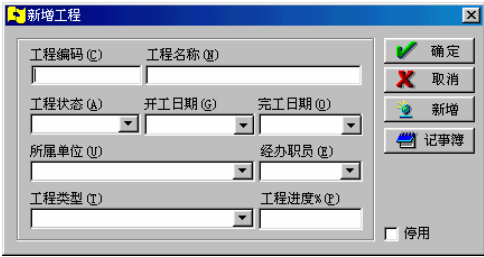 新增工程
工程编码(C) 工程名称(N) 确定
取消
工程状态(A) 开工日期(G) 完工日期(O) 新增
所属单位(U) 经办职员(E) 记事簿
工程类型(T) 工程进度%(P)
停用